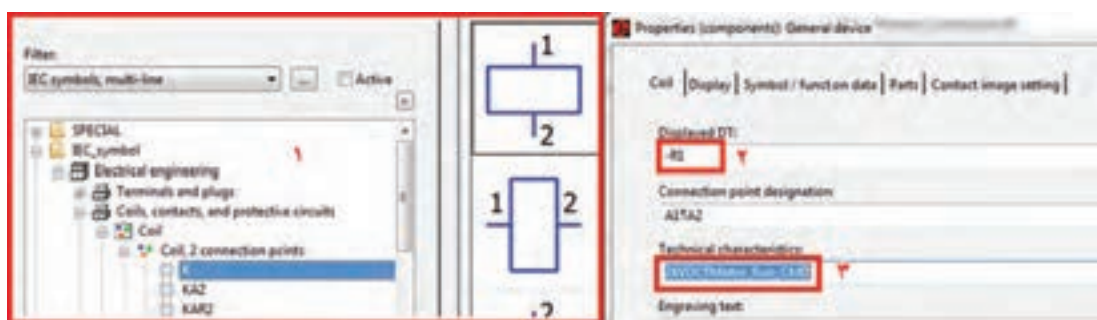 Filter:
IEC symbols, multi-line
...
Active
SPECIAL
IEC_symbol
Electrical engineering
Terminals and plugs
Coils, contacts, and protective circuits
Coil
Coil, 2 connection points
K
KA2
KAR2
۱
1
2
1
2
.2
Properties (components): General device
Coil
Display
Symbol / function data
Parts
Contact image setting
Displayed DT:
-R1
۲
Connection point designation
A1¶A2
Technical characteristics:
۳
Engraving text: